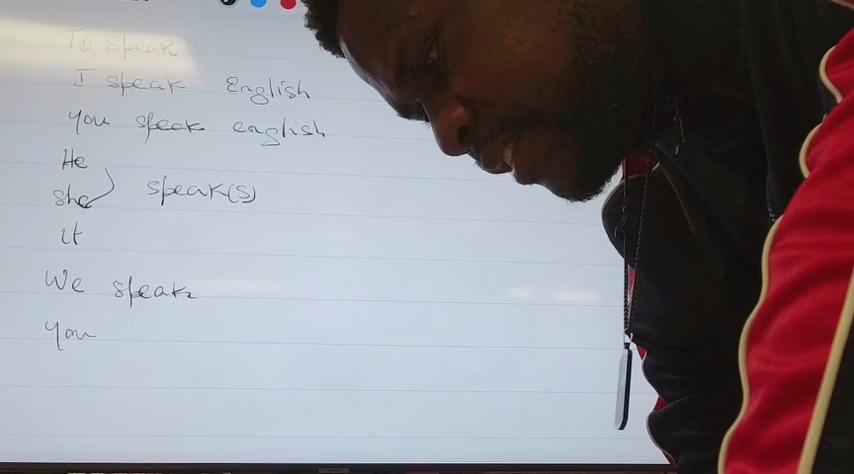 To speak
I speak English
you speak english
He
she speak(s)
it
We speak
you